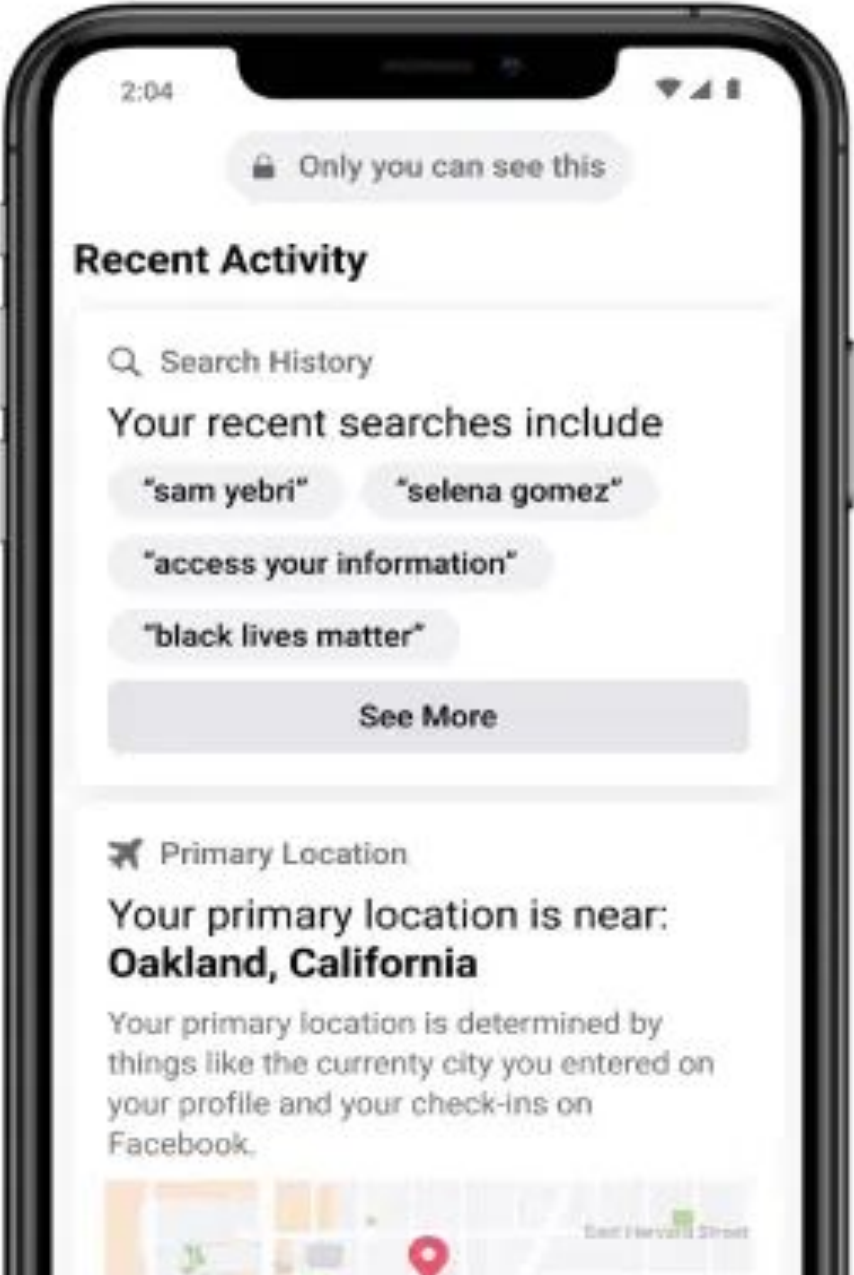 2:04
Only you can see this
Recent Activity
Search History
Your recent searches include
“sam yebri” “selena gomez”
“access your information”
“black lives matter”
See More
Primary Location
Your primary location is near:
Oakland, California
Your primary location is determined by
things like the currenty city you entered on
your profile and your check-ins on
Facebook.
East Harvard Street